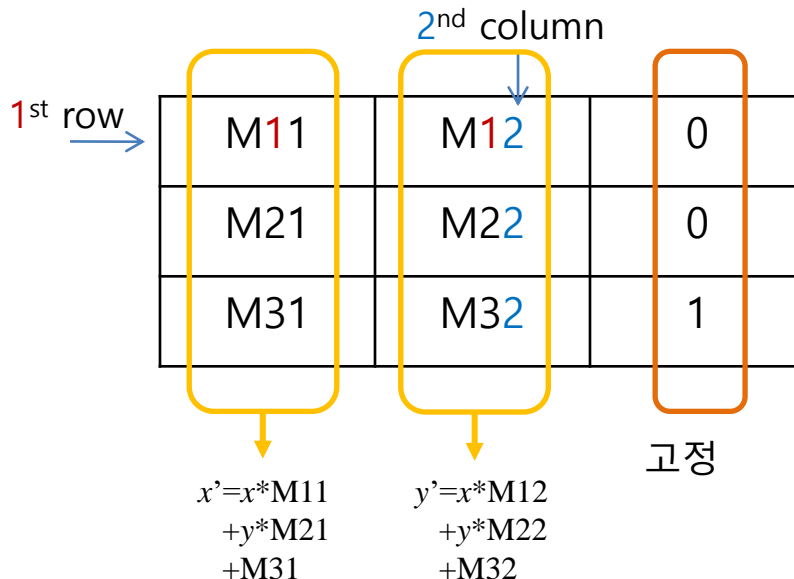 2nd column
1st row
M11 M12 0
M21 M22 0
M31 M32 1
고정
x’=x*M11
+y*M21
+M31
y’=x*M12
+y*M22
+M32